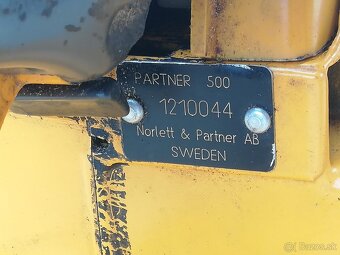 PARTNER 500
1210044
Norlett & Partner AB
SWEDEN
Bazos.sk